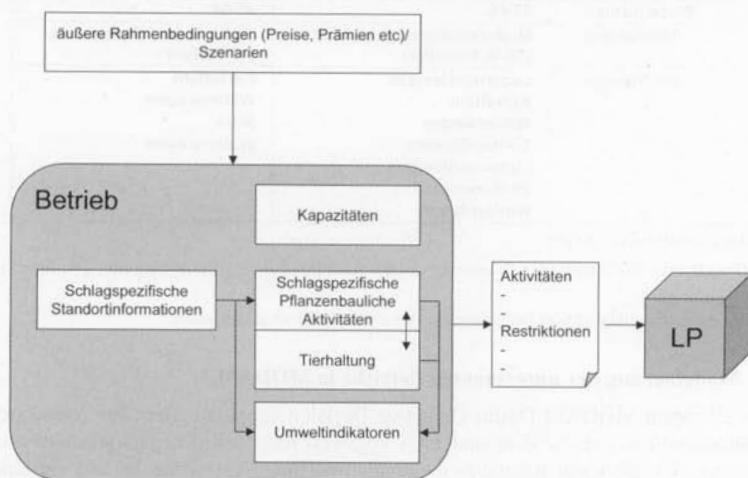 äußere Rahmenbedingungen (Preise, Prämien etc)/
Szenarien
Betrieb
Kapazitäten
Schlagspezifische
Standortinformationen
Schlagspezifische
Pflanzenbauliche
Aktivitäten
Tierhaltung
Umweltindikatoren
Aktivitäten
-
Restriktionen
-
-
LP